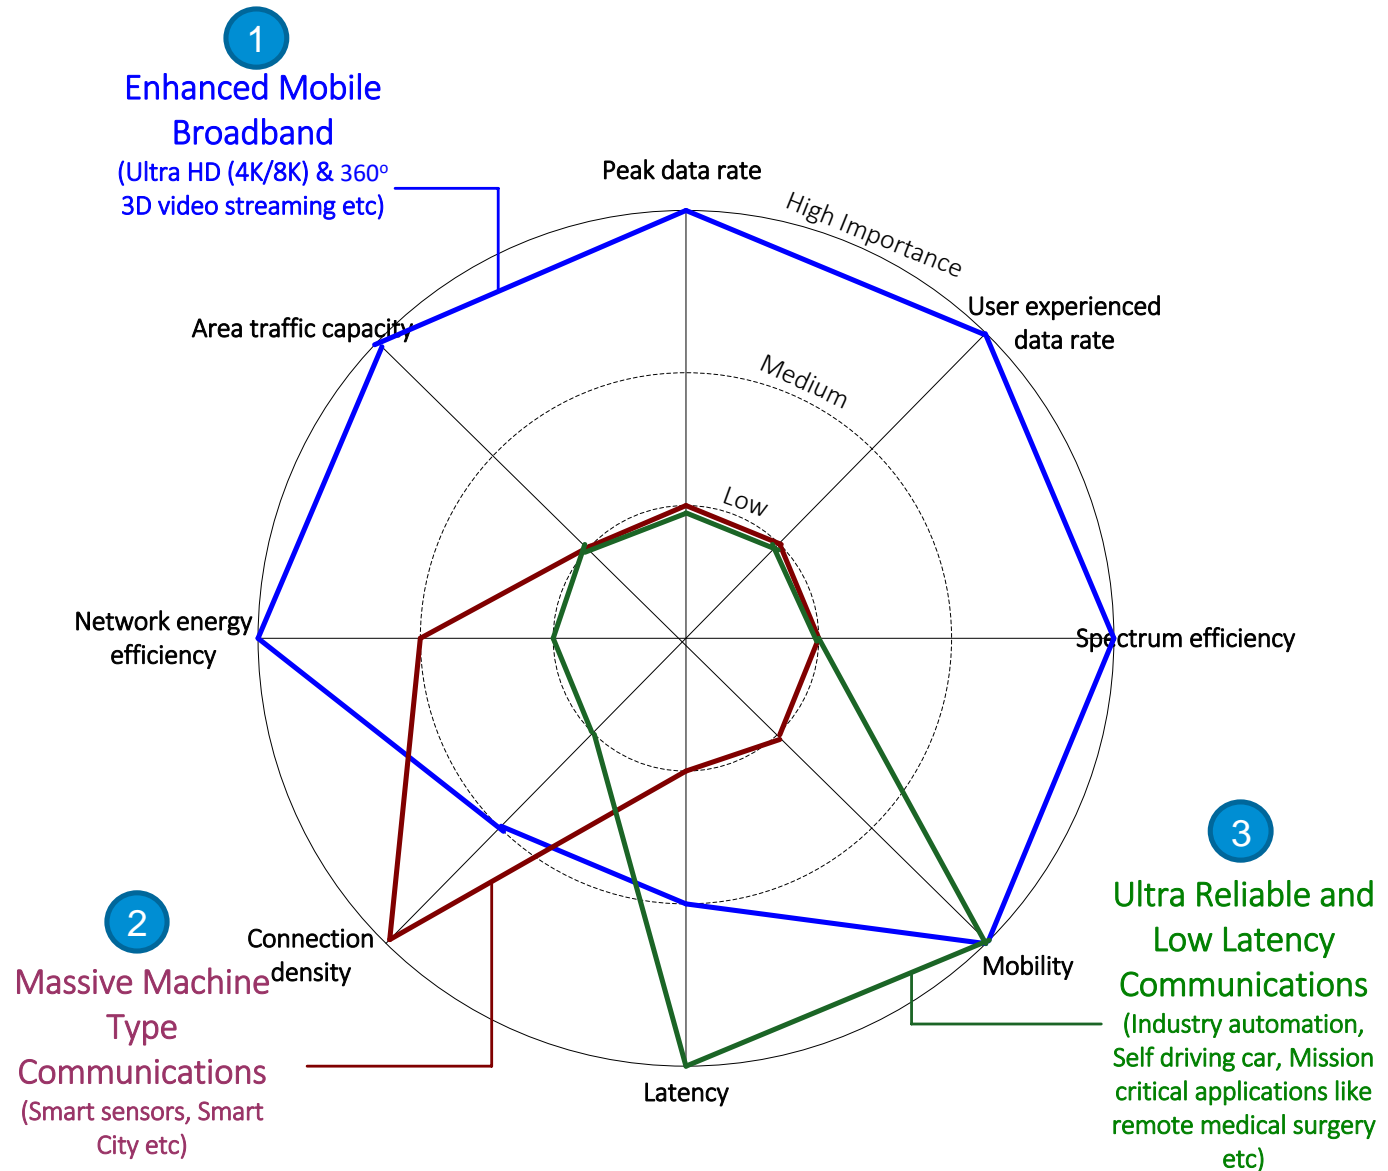 1
Enhanced Mobile
Broadband
(Ultra HD (4K/8K) & 360º
3D video streaming etc)
Peak data rate
High Importance
User experienced
data rate
Area traffic capacity
Medium
Low
Network energy
efficiency
Spectrum efficiency
Connection
density
Mobility
Latency
2
Massive Machine
Type
Communications
(Smart sensors, Smart
City etc)
3
Ultra Reliable and
Low Latency
Communications
(Industry automation,
Self driving car, Mission
critical applications like
remote medical surgery
etc)